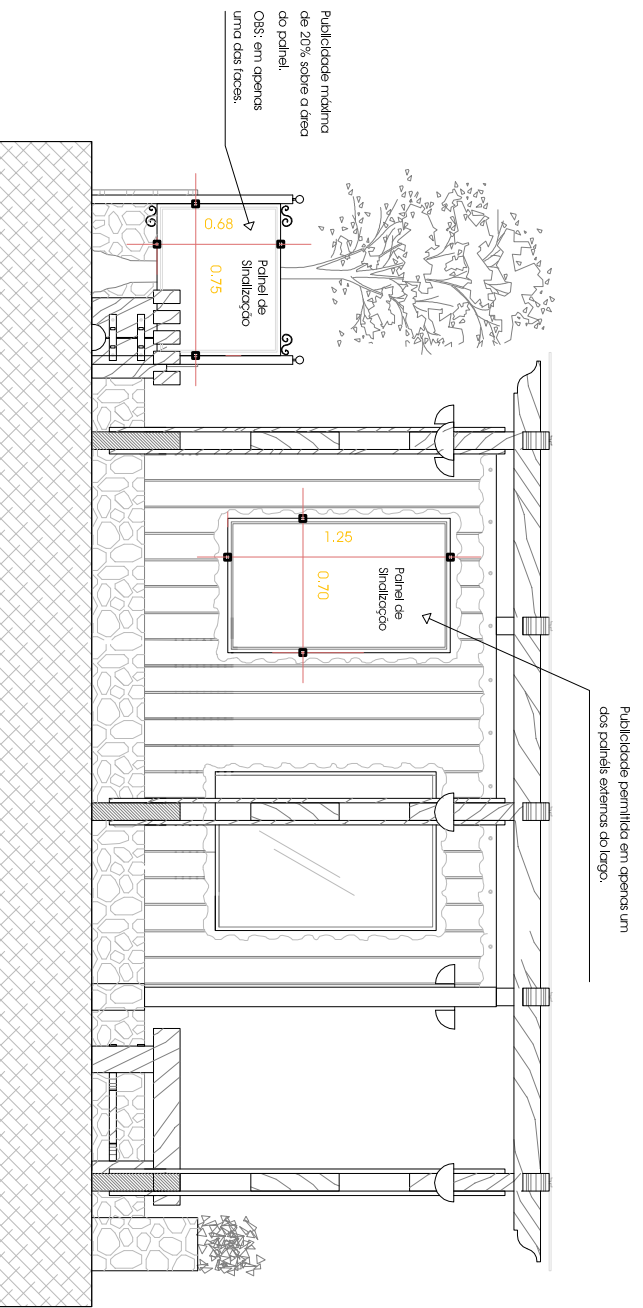 Publicidade máxima
de 20% sobre a área
do painel.
OBS: em apenas
uma das faces.
Painel de
Sinalização
0.68
0.75
Painel de
Sinalização
1.25
0.70
Publicidade permitida em apenas um
dos painéis externas do largo.